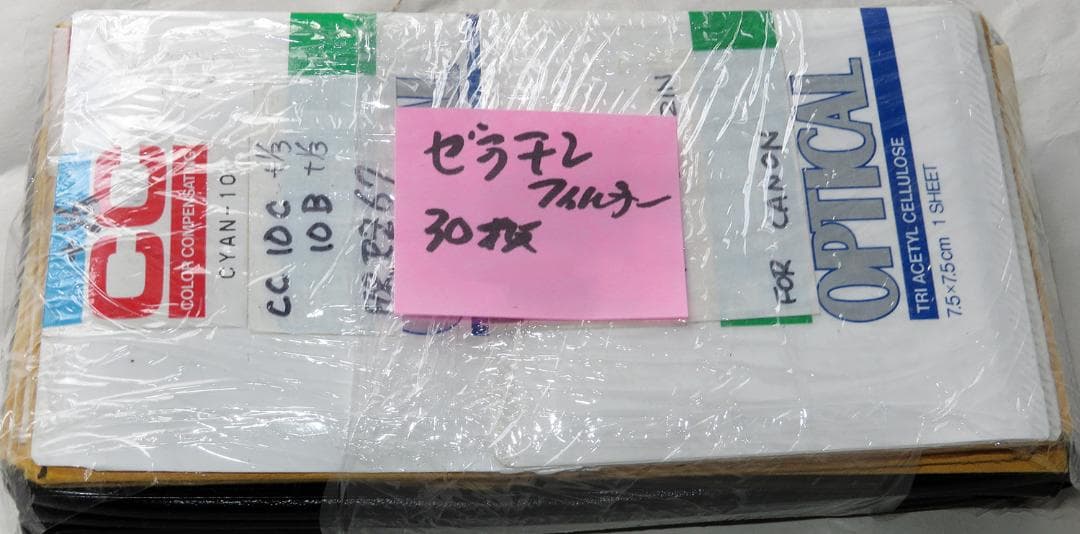 ゼラチン
フィルター
30枚
CC
COLOR COMPENSATING
CYAN-10
CC 10C +1/3
10B +1/3
FOR CANON
OPTICAL
TRI ACETYL CELLULOSE
7.5×7.5cm 1 SHEET